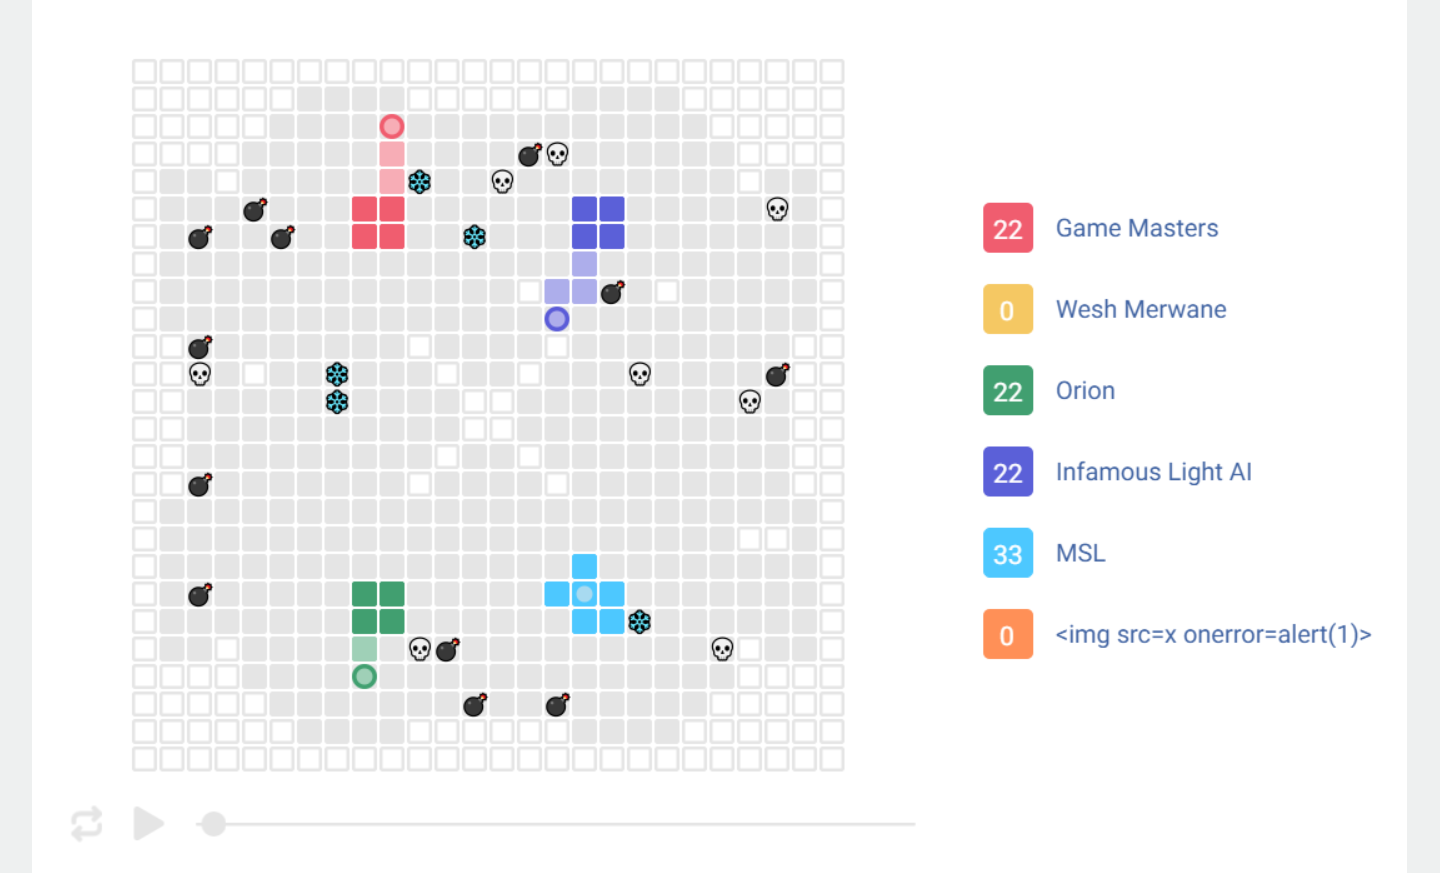 22 Game Masters
0 Wesh Merwane
22 Orion
22 Infamous Light AI
33 MSL
0 <img src=x onerror=alert(1)>